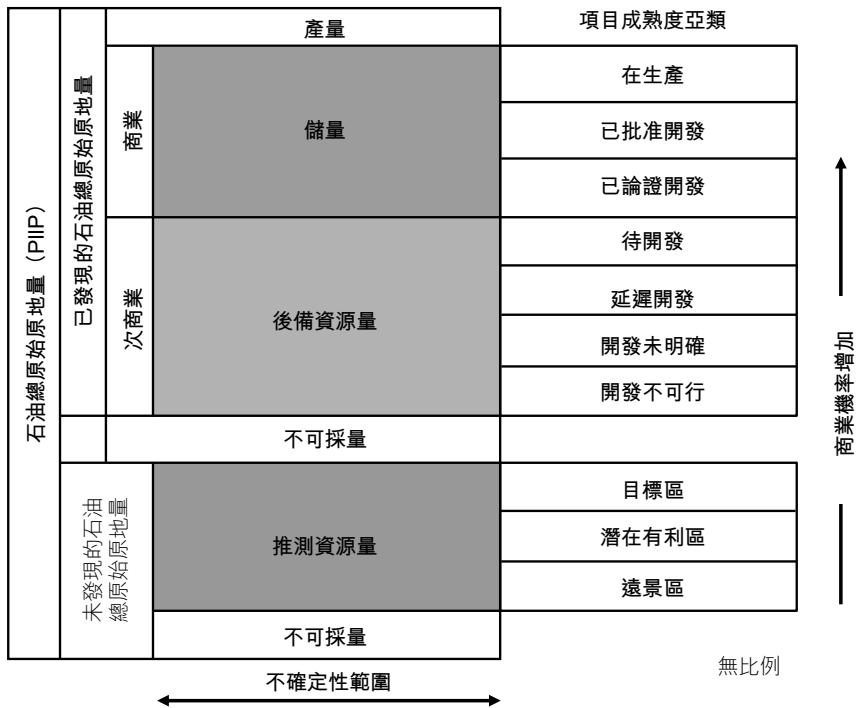 產量
項目成熟度亞類
石油總原始原地量（PIIP）
已發現的石油總原始原地量
商業
儲量
在生產
已批准開發
已論證開發
次商業
後備資源量
待開發
延遲開發
開發未明確
開發不可行
不可採量
未發現的石油
總原始原地量
推測資源量
目標區
潛在有利區
遠景區
不可採量
商業機率增加
不確定性範圍
無比例